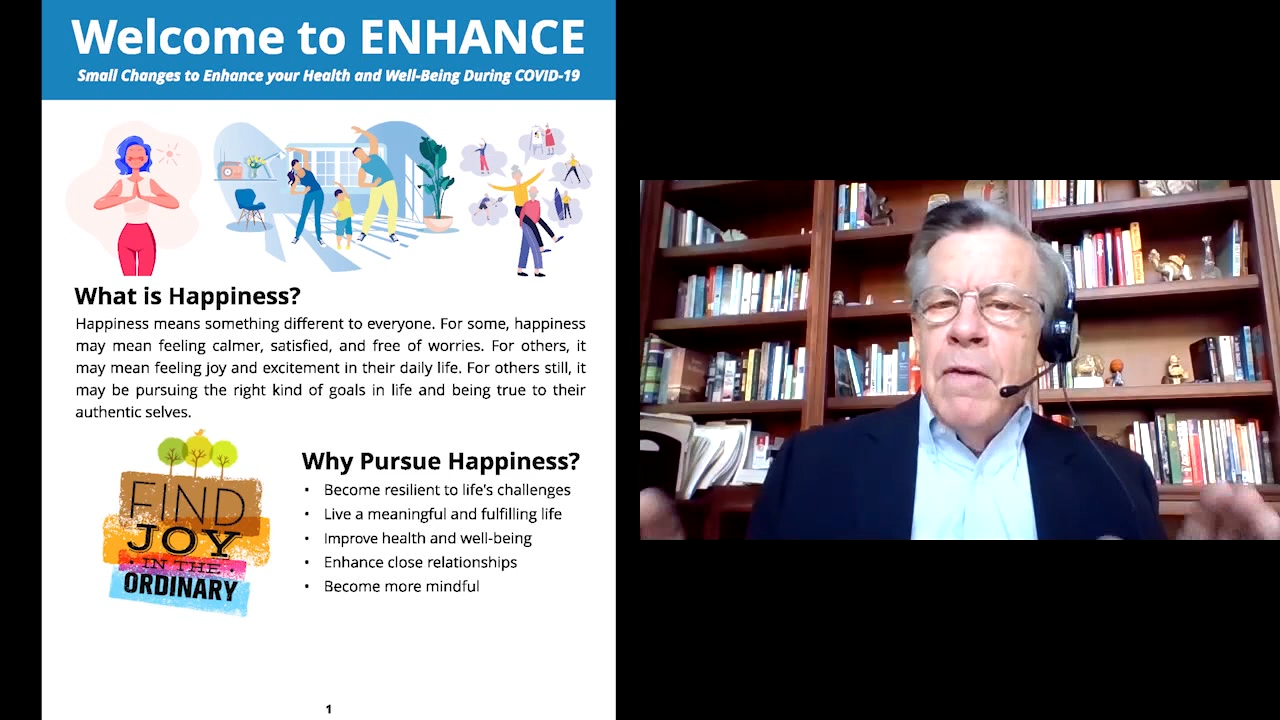 Welcome to ENHANCE
Small Changes to Enhance your Health and Well-Being During COVID-19
What is Happiness?
Happiness means something different to everyone. For some, happiness
may mean feeling calmer, satisfied, and free of worries. For others, it
may mean feeling joy and excitement in their daily life. For others still, it
may be pursuing the right kind of goals in life and being true to their
authentic selves.
FIND
JOY
• IN THE •
ORDINARY
Why Pursue Happiness?
• Become resilient to life's challenges
• Live a meaningful and fulfilling life
• Improve health and well-being
• Enhance close relationships
• Become more mindful
1